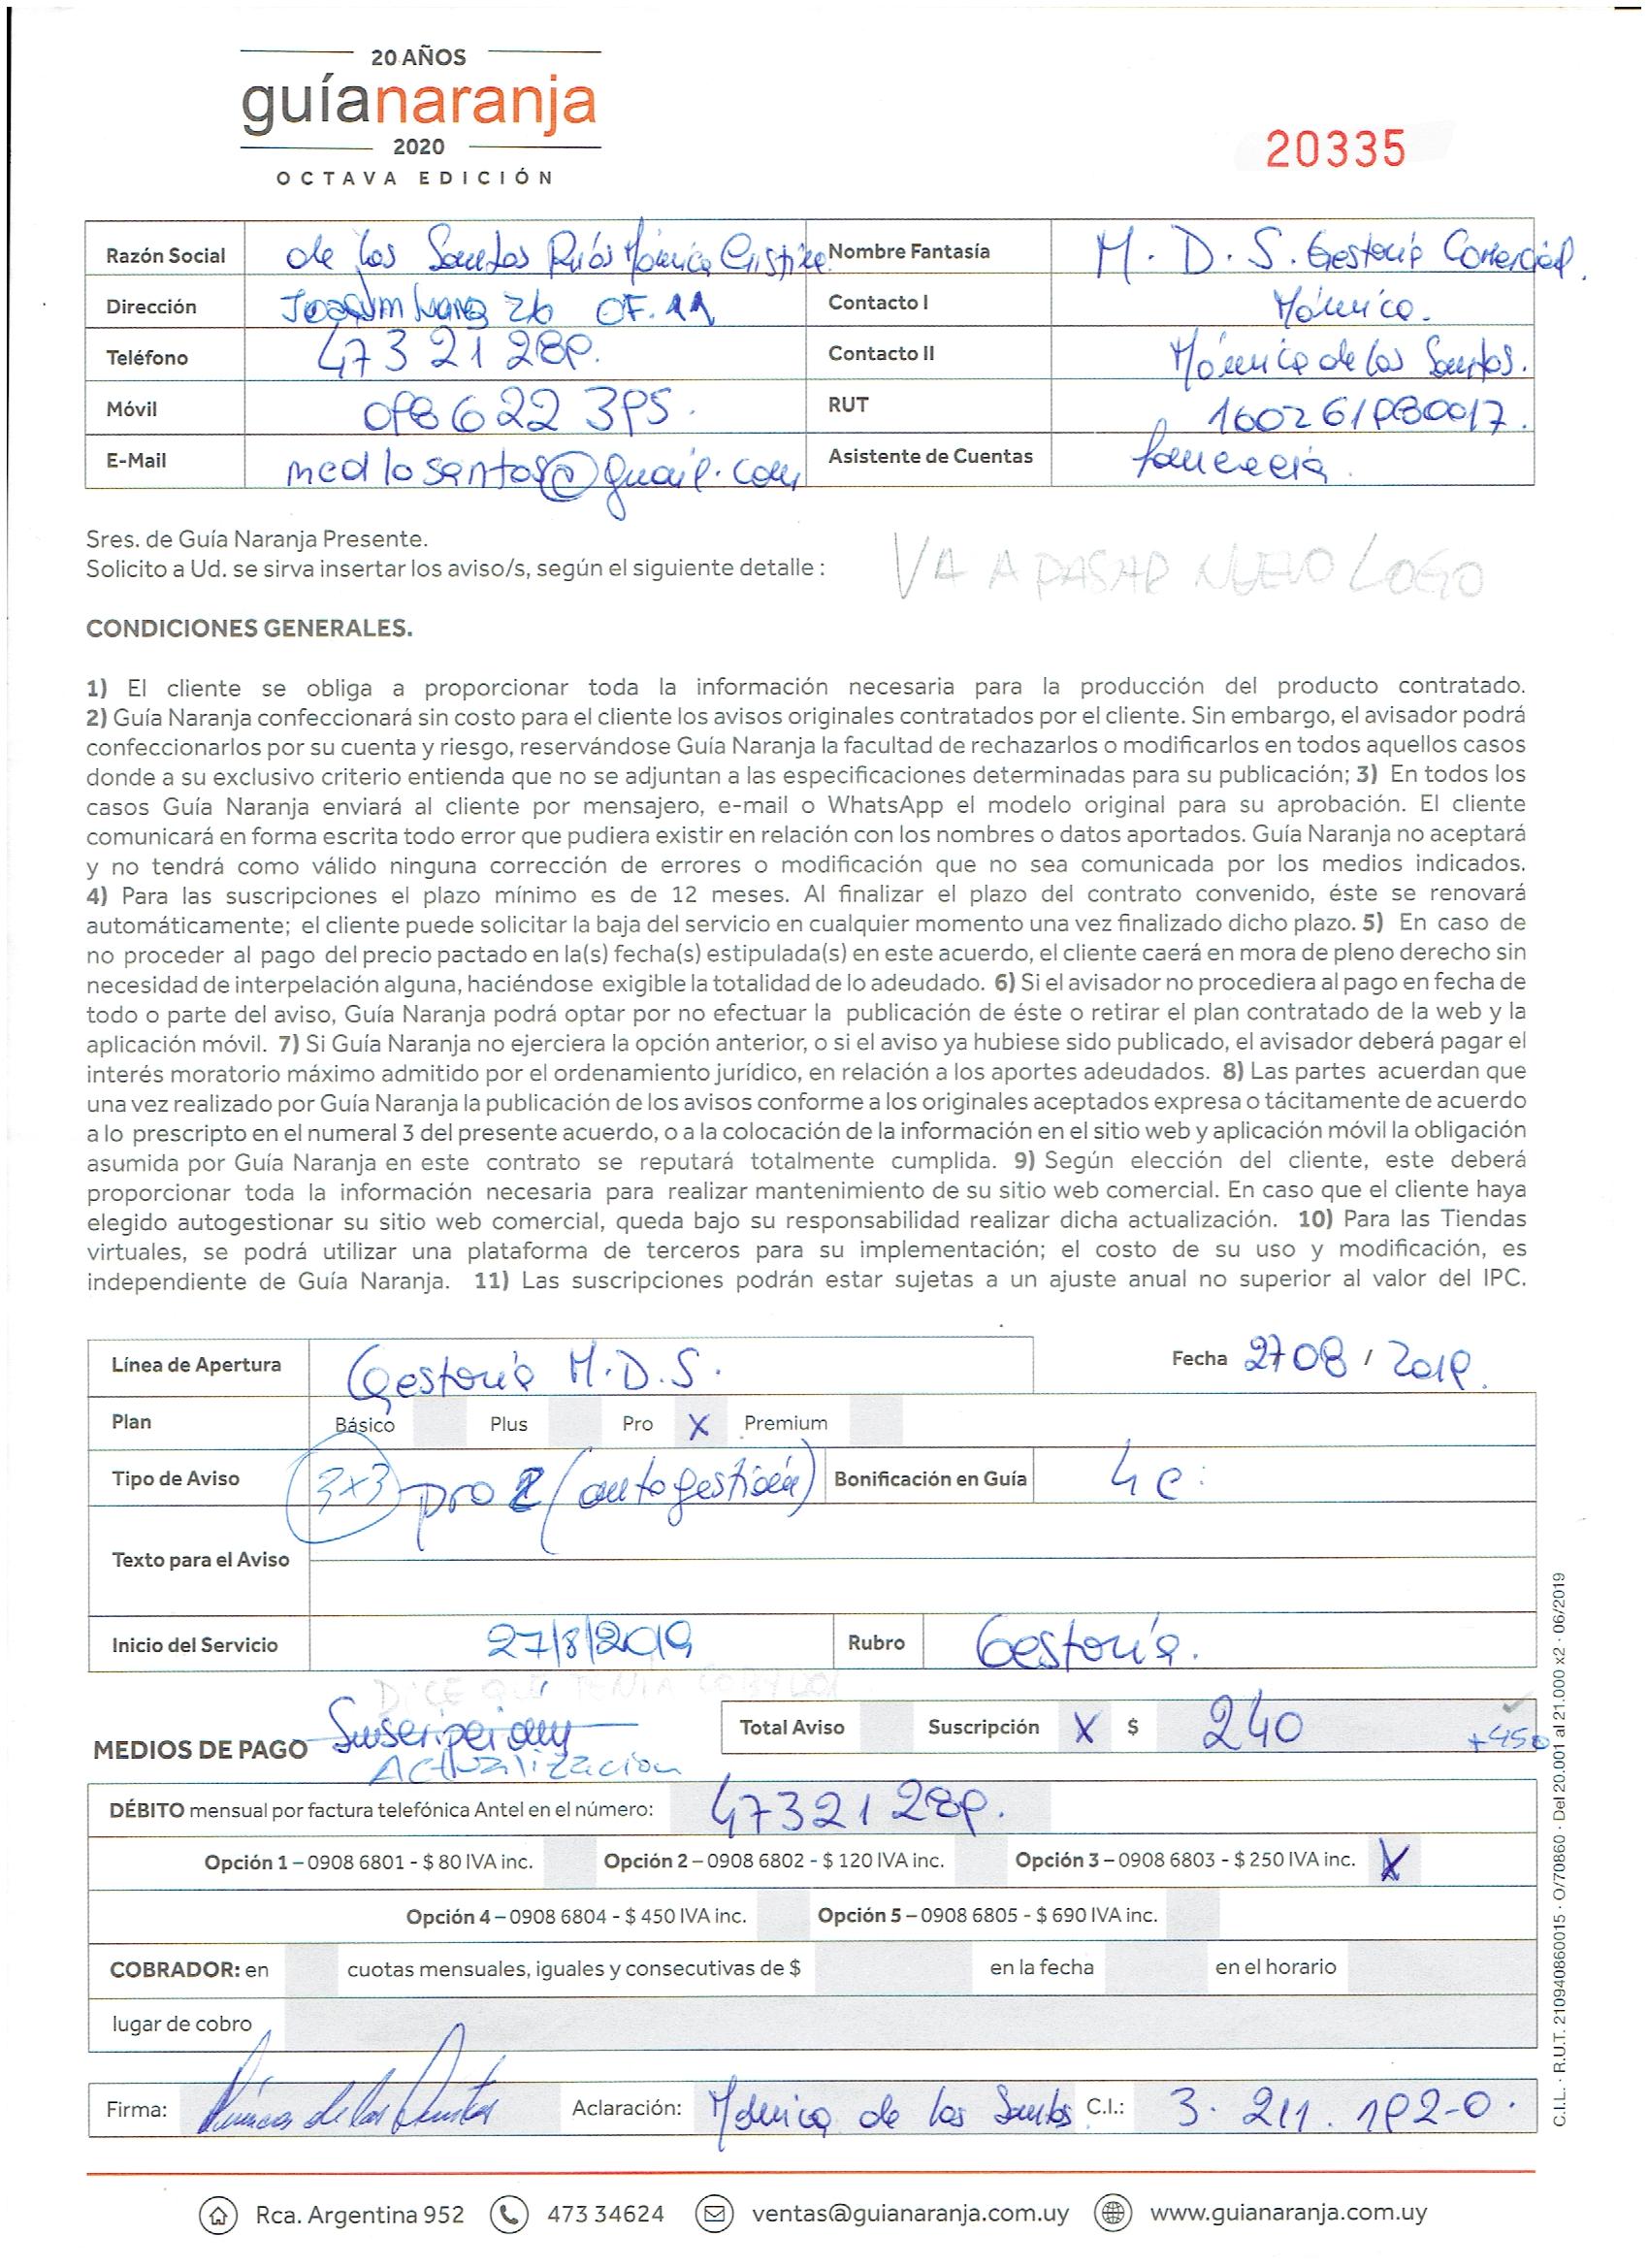 20 AÑOS
guíanaranja
2020
OCTAVA EDICIÓN
20335
Razón Social de los Santos Ríos Mónica Cristina Nombre Fantasía M. D. S. Gestoría Comercial.
Dirección Joaquim 26 OF. 11 Contacto I Mónica.
Teléfono 473 21 289. Contacto II Mónica de los Santos.
Móvil 098 622 395. RUT 160261980017.
E-Mail medlosantos@gmail.com Asistente de Cuentas
Sres. de Guía Naranja Presente.
Solicito a Ud. se sirva insertar los aviso/s, según el siguiente detalle :
VA A PASAR NUEVO LOGO
CONDICIONES GENERALES.
1) El cliente se obliga a proporcionar toda la información necesaria para la producción del producto contratado.
2) Guía Naranja confeccionará sin costo para el cliente los avisos originales contratados por el cliente. Sin embargo, el avisador podrá
confeccionarlos por su cuenta y riesgo, reservándose Guía Naranja la facultad de rechazarlos o modificarlos en todos aquellos casos
donde a su exclusivo criterio entienda que no se adjuntan a las especificaciones determinadas para su publicación; 3) En todos los
casos Guía Naranja enviará al cliente por mensajero, e-mail o WhatsApp el modelo original para su aprobación. El cliente
comunicará en forma escrita todo error que pudiera existir en relación con los nombres o datos aportados. Guía Naranja no aceptará
y no tendrá como válido ninguna corrección de errores o modificación que no sea comunicada por los medios indicados.
4) Para las suscripciones el plazo mínimo es de 12 meses. Al finalizar el plazo del contrato convenido, éste se renovará
automáticamente; el cliente puede solicitar la baja del servicio en cualquier momento una vez finalizado dicho plazo. 5) En caso de
no proceder al pago del precio pactado en la(s) fecha(s) estipulada(s) en este acuerdo, el cliente caerá en mora de pleno derecho sin
necesidad de interpelación alguna, haciéndose exigible la totalidad de lo adeudado. 6) Si el avisador no procediera al pago en fecha de
todo o parte del aviso, Guía Naranja podrá optar por no efectuar la publicación de éste o retirar el plan contratado de la web y la
aplicación móvil. 7) Si Guía Naranja no ejerciera la opción anterior, o si el aviso ya hubiese sido publicado, el avisador deberá pagar el
interés moratorio máximo admitido por el ordenamiento jurídico, en relación a los aportes adeudados. 8) Las partes acuerdan que
una vez realizado por Guía Naranja la publicación de los avisos conforme a los originales aceptados expresa o tácitamente de acuerdo
a lo prescripto en el numeral 3 del presente acuerdo, o a la colocación de la información en el sitio web y aplicación móvil la obligación
asumida por Guía Naranja en este contrato se reputará totalmente cumplida. 9) Según elección del cliente, este deberá
proporcionar toda la información necesaria para realizar mantenimiento de su sitio web comercial. En caso que el cliente haya
elegido autogestionar su sitio web comercial, queda bajo su responsabilidad realizar dicha actualización. 10) Para las Tiendas
virtuales, se podrá utilizar una plataforma de terceros para su implementación; el costo de su uso y modificación, es
independiente de Guía Naranja. 11) Las suscripciones podrán estar sujetas a un ajuste anual no superior al valor del IPC.
Línea de Apertura Gestoría M.D.S. Fecha 27 08 / 2019.
Plan Básico Plus Pro X Premium
Tipo de Aviso 3x3 pro 2 (autogestión) Bonificación en Guía 4c.
Texto para el Aviso
Inicio del Servicio 27/8/2019 Rubro Gestoría.
DICE QUE TENIA
Total Aviso Suscripción X $ 240 +450
MEDIOS DE PAGO Suscripcion
Actualizacion
DÉBITO mensual por factura telefónica Antel en el número: 47321289.
Opción 1 – 0908 6801 - $ 80 IVA inc. Opción 2 – 0908 6802 - $ 120 IVA inc. Opción 3 – 0908 6803 - $ 250 IVA inc. X
Opción 4 – 0908 6804 - $ 450 IVA inc. Opción 5 – 0908 6805 - $ 690 IVA inc.
COBRADOR: en cuotas mensuales, iguales y consecutivas de $ en la fecha en el horario
lugar de cobro
Firma: Mónica de los Santos Aclaración: Mónica de los Santos C.I.: 3. 211. 192-0.
C.I.L. · R.U.T. 210940860015 · O/70860 · Del 20.001 al 21.000 x2 · 06/2019
Rca. Argentina 952 473 34624 ventas@guianaranja.com.uy www.guianaranja.com.uy